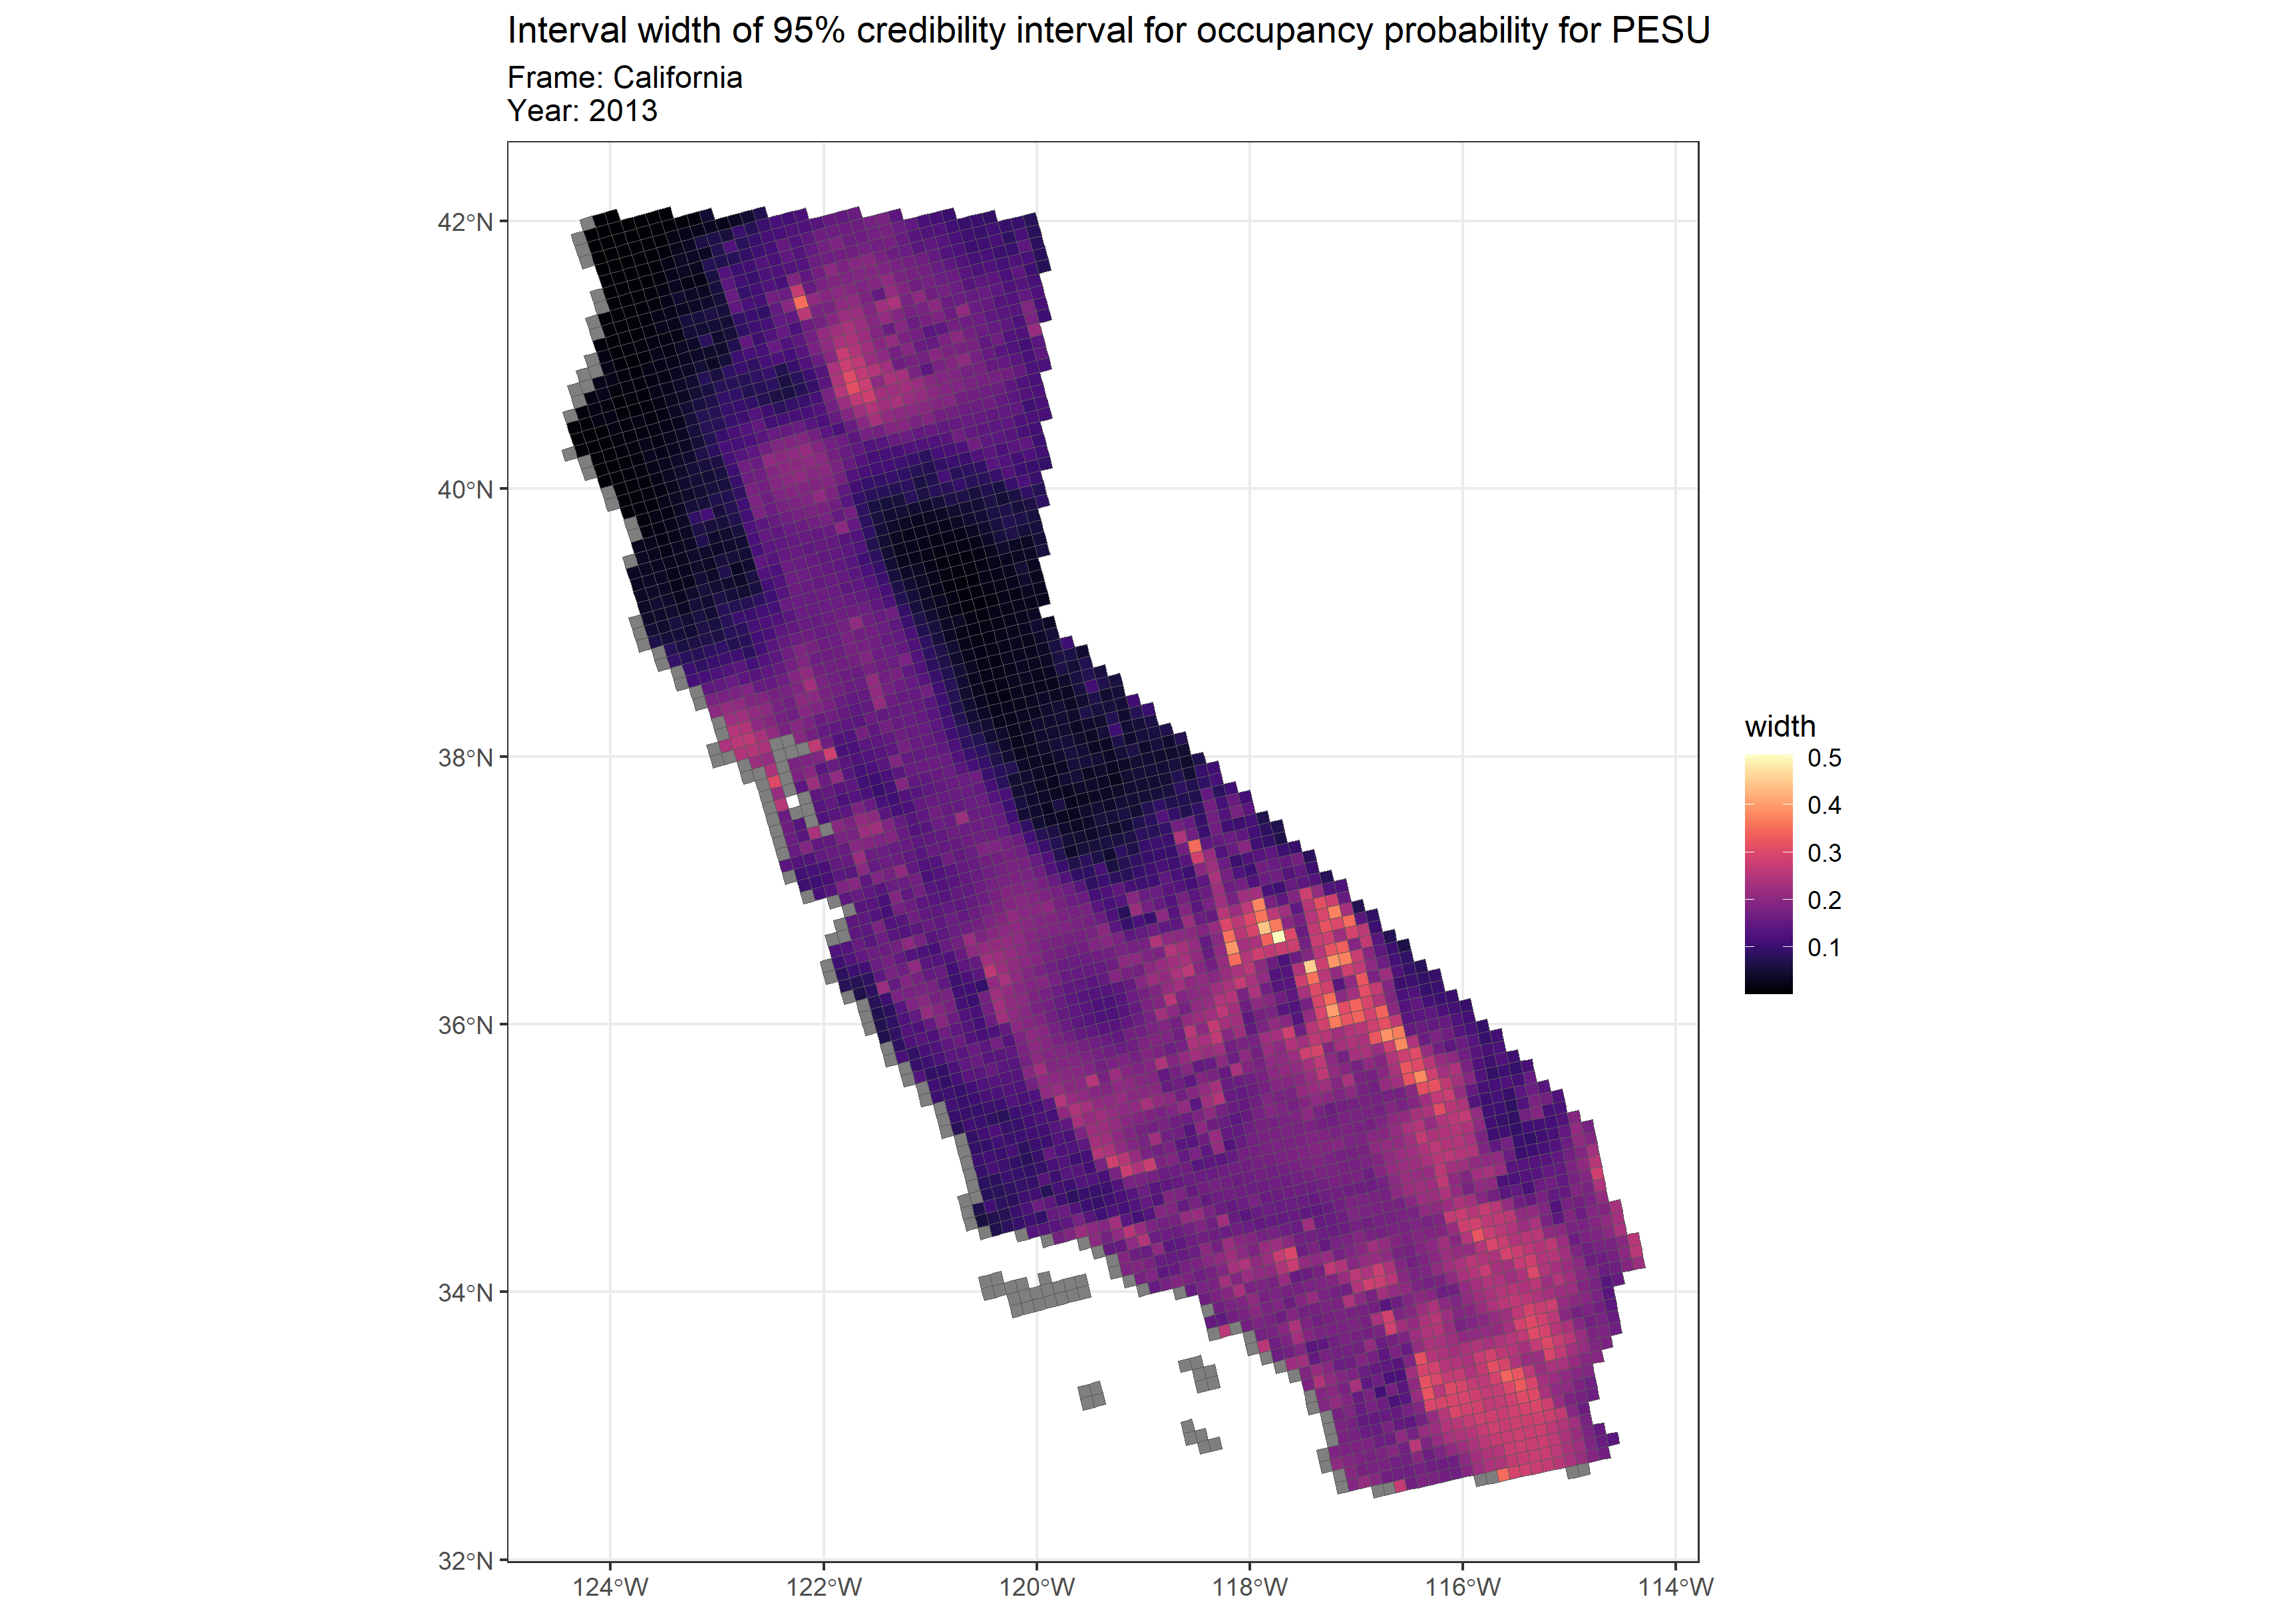 Interval width of 95% credibility interval for occupancy probability for PESU
Frame: California
Year: 2013
42°N
40°N
38°N
36°N
34°N
32°N
124°W
122°W
120°W
118°W
116°W
114°W
width
0.5
0.4
0.3
0.2
0.1